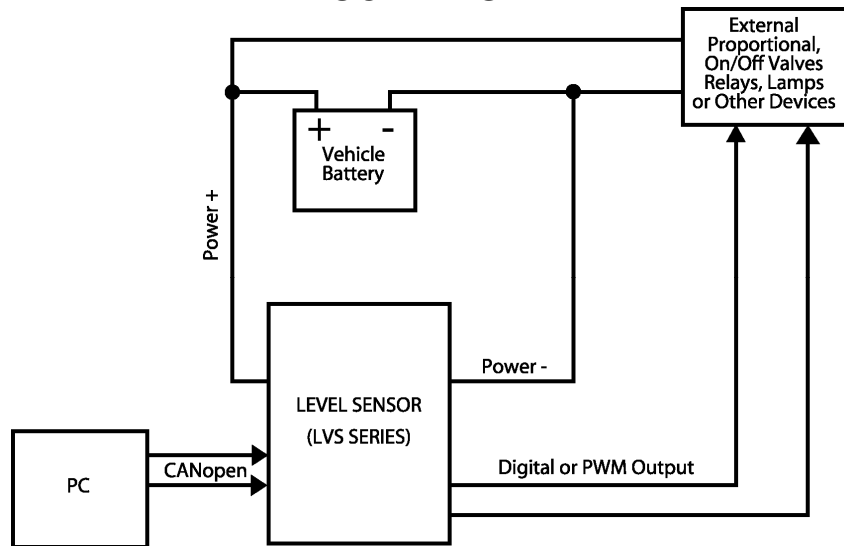 External
Proportional,
On/Off Valves
Relays, Lamps
or Other Devices
+ -
Vehicle
Battery
Power +
Power -
LEVEL SENSOR
(LVS SERIES)
PC
CANopen
Digital or PWM Output